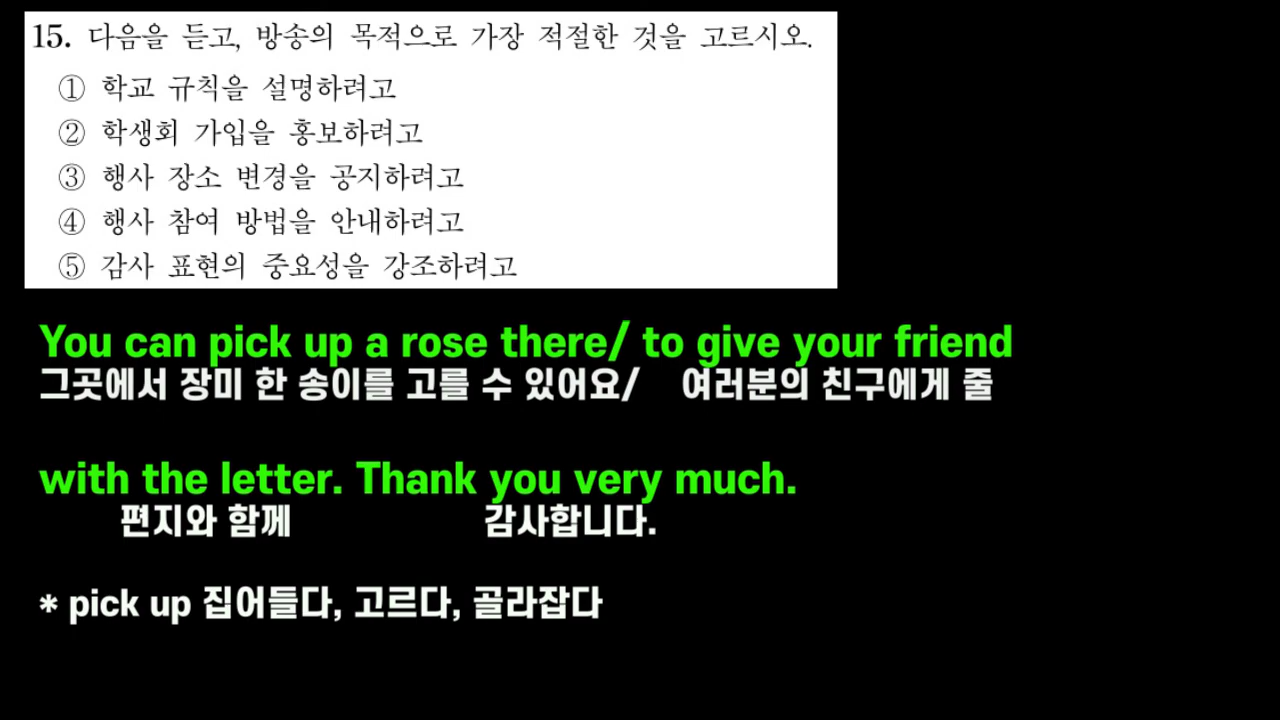 15. 다음을 듣고, 방송의 목적으로 가장 적절한 것을 고르시오.
① 학교 규칙을 설명하려고
② 학생회 가입을 홍보하려고
③ 행사 장소 변경을 공지하려고
④ 행사 참여 방법을 안내하려고
⑤ 감사 표현의 중요성을 강조하려고
You can pick up a rose there/ to give your friend
그곳에서 장미 한 송이를 고를 수 있어요/ 여러분의 친구에게 줄
with the letter. Thank you very much.
편지와 함께 감사합니다.
* pick up 집어들다, 고르다, 골라잡다